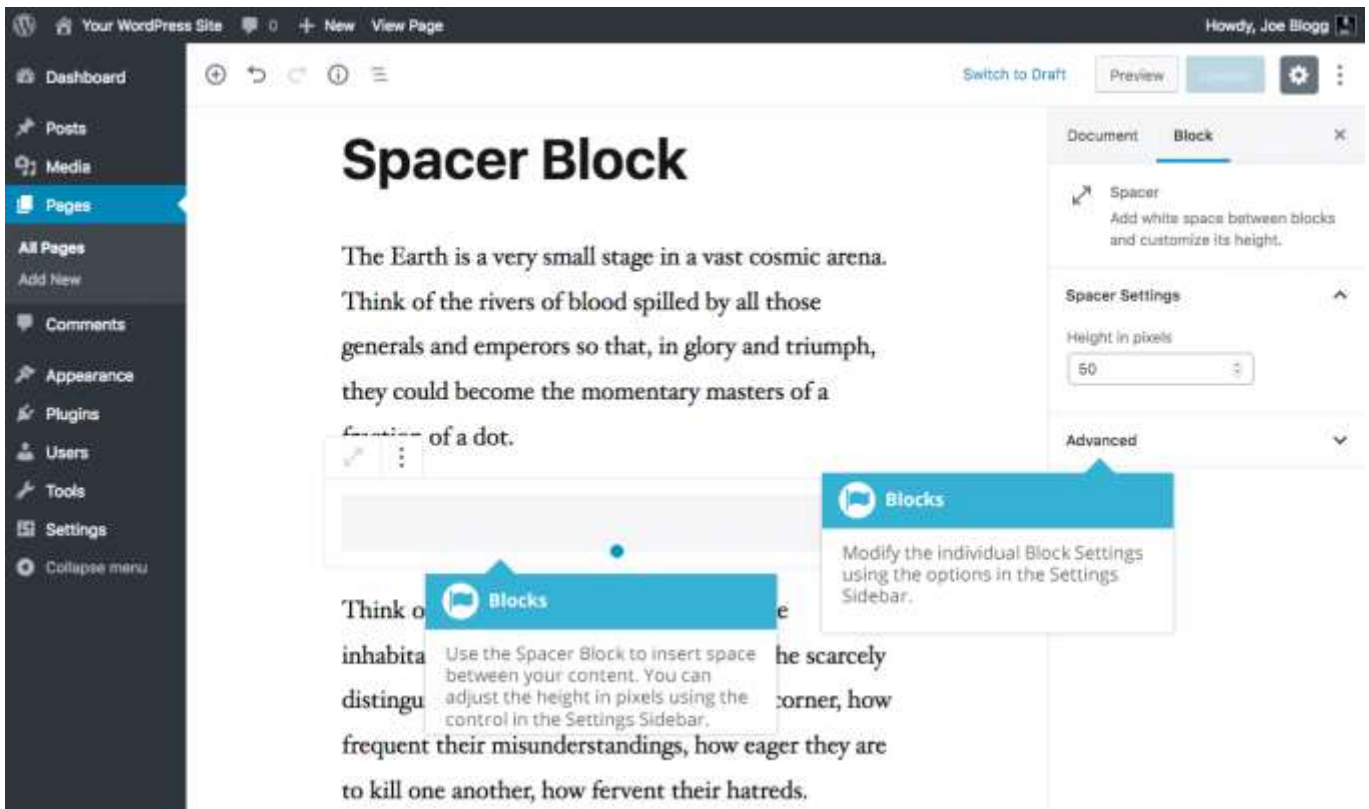 Your WordPress Site 0 + New View Page Howdy, Joe Blogg
Dashboard
Posts
Media
Pages
All Pages
Add New
Comments
Appearance
Plugins
Users
Tools
Settings
Collapse menu
Switch to Draft Preview
Spacer Block
The Earth is a very small stage in a vast cosmic arena.
Think of the rivers of blood spilled by all those
generals and emperors so that, in glory and triumph,
they could become the momentary masters of a
fraction of a dot.
Blocks
Use the Spacer Block to insert space
between your content. You can
adjust the height in pixels using the
control in the Settings Sidebar.
Think
inhabita he scarcely
distingu corner, how
frequent their misunderstandings, how eager they are
to kill one another, how fervent their hatreds.
Document Block
Spacer
Add white space between blocks
and customize its height.
Spacer Settings
Height in pixels
50
Advanced
Blocks
Modify the individual Block Settings
using the options in the Settings
Sidebar.